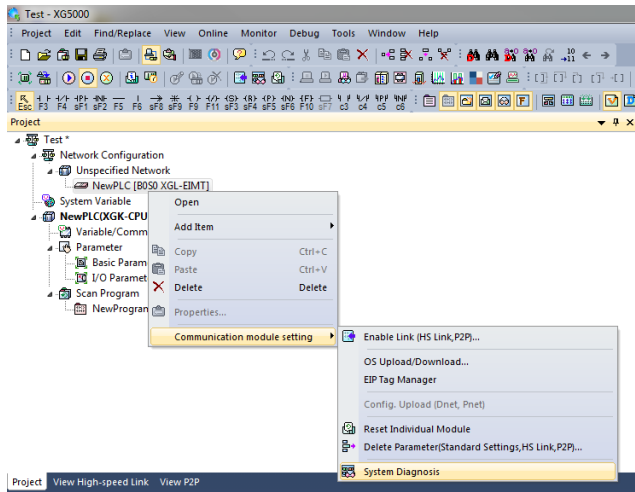 Test - XG5000
Project Edit Find/Replace View Online Monitor Debug Tools Window Help
Esc F3 F4 sF1 sF2 F5 F6 sF8 sF9 F9 F11 sF3 sF4 sF5 sF6 F10 sF7 c3 c4 c5 c6
Project
Test *
Network Configuration
Unspecified Network
NewPLC [B0S0 XGL-EIMT]
System Variable
Open
NewPLC(XGK-CPU
Variable/Comm
Add Item
Parameter
Copy Ctrl+C
Basic Param
Paste Ctrl+V
I/O Paramet
Delete Delete
Scan Program
NewProgran
Properties...
Communication module setting
Enable Link (HS Link,P2P)...
OS Upload/Download...
EIP Tag Manager
Config. Upload (Dnet, Pnet)
Reset Individual Module
Delete Parameter(Standard Settings,HS Link,P2P)...
System Diagnosis
Project View High-speed Link View P2P